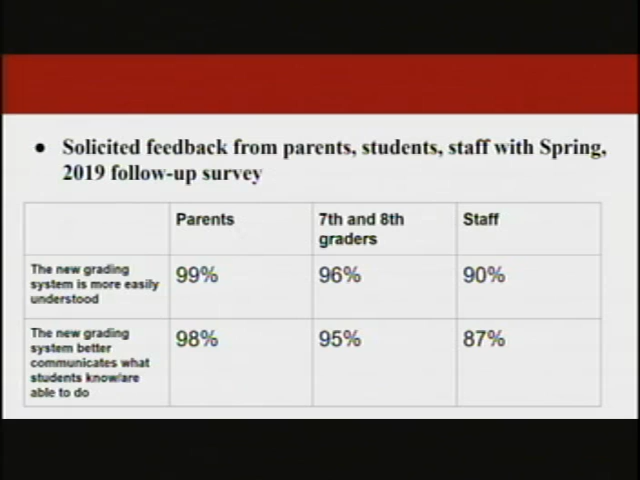 ● Solicited feedback from parents, students, staff with Spring,
2019 follow-up survey
Parents
7th and 8th
graders
Staff
The new grading
system is more easily
understood
99%
96%
90%
The new grading
system better
communicates what
students know/are
able to do
98%
95%
87%